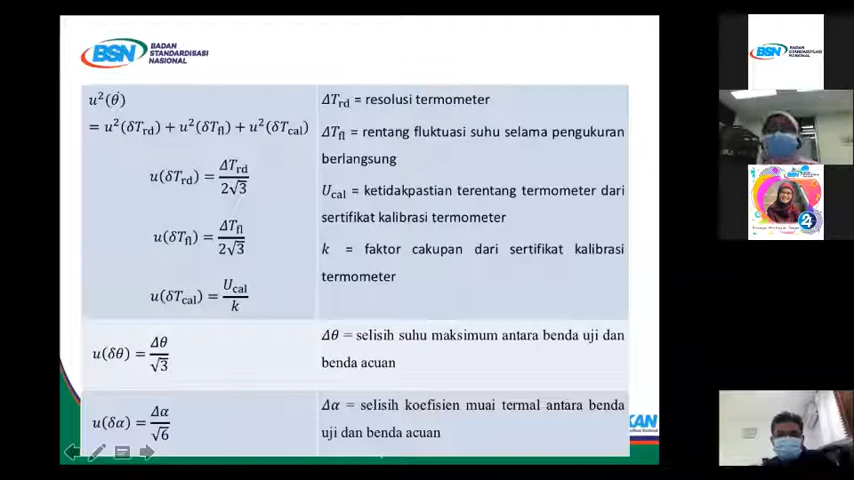 BSN
BADAN
STANDARDISASI
NASIONAL
u²(θ̇)
= u²(δT_rd) + u²(δT_fl) + u²(δT_cal)
u(δT_rd) = ΔT_rd / 2√3
u(δT_fl) = ΔT_fl / 2√3
u(δT_cal) = U_cal / k
ΔT_rd = resolusi termometer
ΔT_fl = rentang fluktuasi suhu selama pengukuran
berlangsung
U_cal = ketidakpastian terentang termometer dari
sertifikat kalibrasi termometer
k = faktor cakupan dari sertifikat kalibrasi
termometer
u(δθ) = Δθ / √3
Δθ = selisih suhu maksimum antara benda uji dan
benda acuan
u(δα) = Δα / √6
Δα = selisih koefisien muai termal antara benda
uji dan benda acuan
KAN
BSN
BADAN
STANDARDISASI
NASIONAL
BSN
24